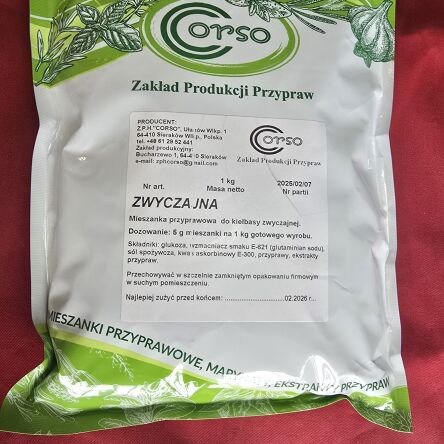 Corso
Zakład Produkcji Przypraw
PRODUCENT:
Z.P.H."CORSO", Ułanów Wlkp. 1
64-410 Sieraków Wlkp., Polska
tel. +48 61 29 52 441
Zakład produkcyjny:
Bucharzewo 1, 64-410 Sieraków
e-mail: zphcorso@gmail.com
Corso
Zakład Produkcji Przypraw
1 kg 2025/02/07
Nr art. Masa netto Nr partii
ZWYCZAJNA
Mieszanka przyprawowa do kiełbasy zwyczajnej.
Dozowanie: 5 g mieszanki na 1 kg gotowego wyrobu.
Składniki: glukoza, wzmacniacz smaku E-621 (glutaminian sodu),
sól spożywcza, kwas askorbinowy E-300, przyprawy, ekstrakty
przypraw.
Przechowywać w szczelnie zamkniętym opakowaniu firmowym
w suchym pomieszczeniu.
Najlepiej zużyć przed końcem: ........................02.2026 r...
MIESZANKI PRZYPRAWOWE, EKSTRAKTY PRZYPRAW